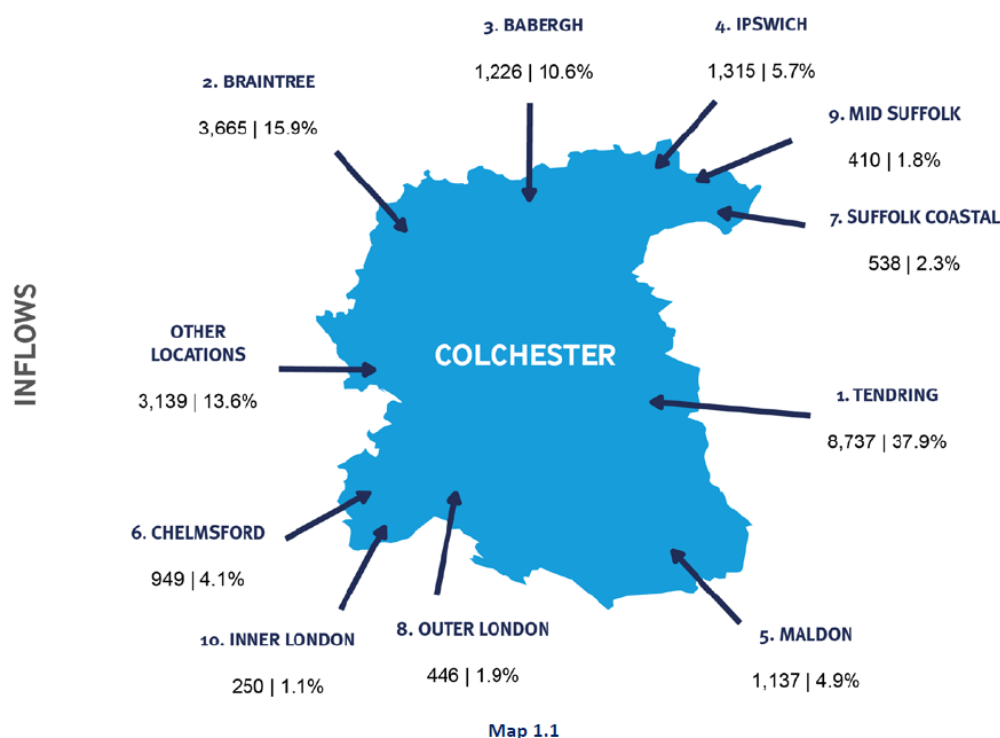 3. BABERGH
1,226 | 10.6%
4. IPSWICH
1,315 | 5.7%
2. BRAINTREE
3,665 | 15.9%
9. MID SUFFOLK
410 | 1.8%
7. SUFFOLK COASTAL
538 | 2.3%
INFLOWS
OTHER
LOCATIONS
3,139 | 13.6%
COLCHESTER
1. TENDRING
8,737 | 37.9%
6. CHELMSFORD
949 | 4.1%
10. INNER LONDON
250 | 1.1%
8. OUTER LONDON
446 | 1.9%
5. MALDON
1,137 | 4.9%
Map 1.1